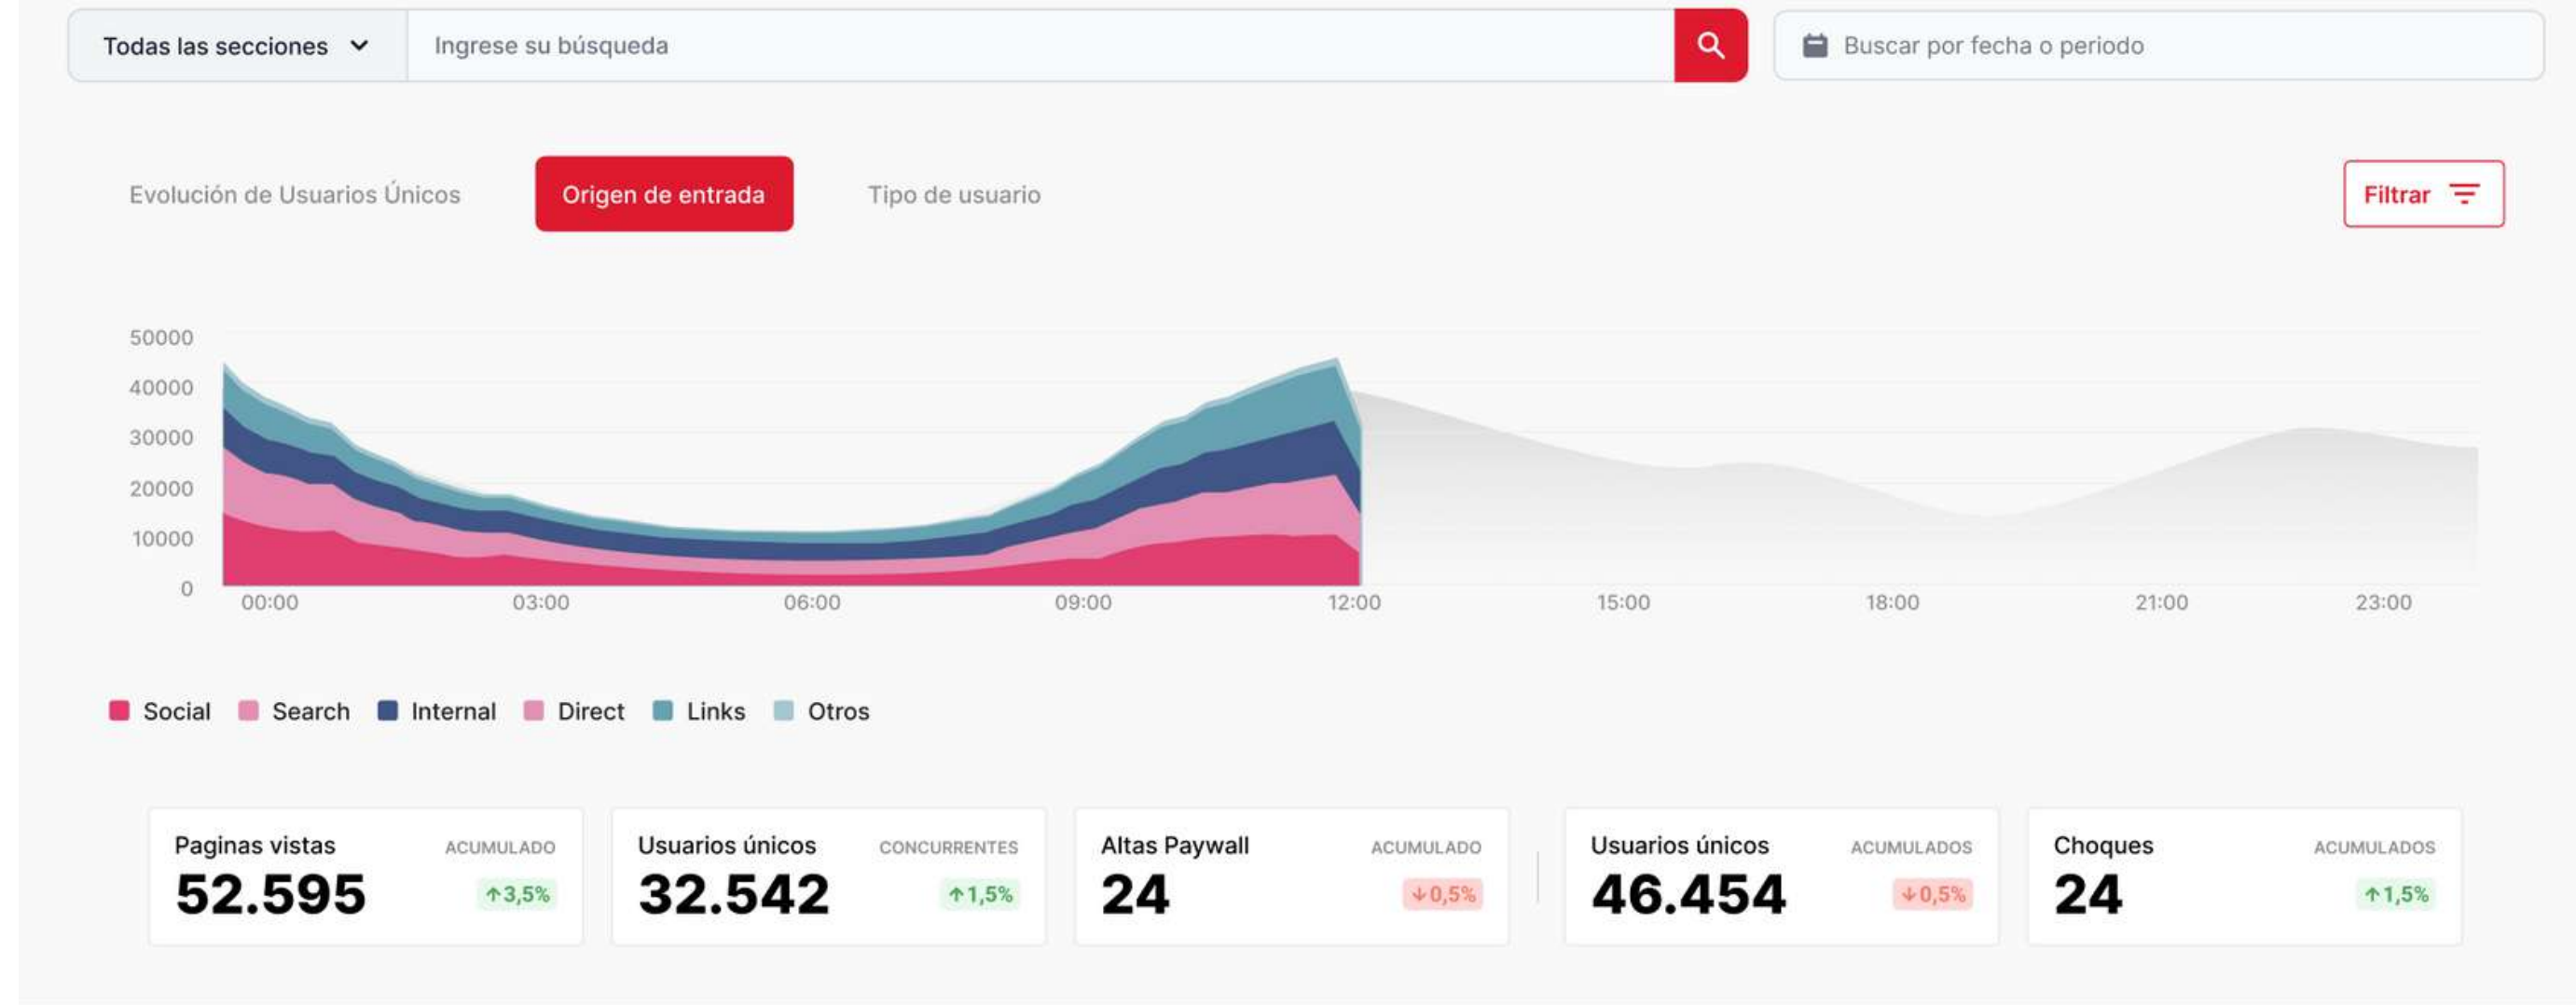 Todas las secciones
Ingrese su búsqueda
Buscar por fecha o periodo
Evolución de Usuarios Únicos
Origen de entrada
Tipo de usuario
Filtrar
50000
40000
30000
20000
10000
0
00:00 03:00 06:00 09:00 12:00 15:00 18:00 21:00 23:00
Social Search Internal Direct Links Otros
Paginas vistas ACUMULADO
52.595 ↑3,5%
Usuarios únicos CONCURRENTES
32.542 ↑1,5%
Altas Paywall ACUMULADO
24 ↓0,5%
Usuarios únicos ACUMULADOS
46.454 ↓0,5%
Choques ACUMULADOS
24 ↑1,5%